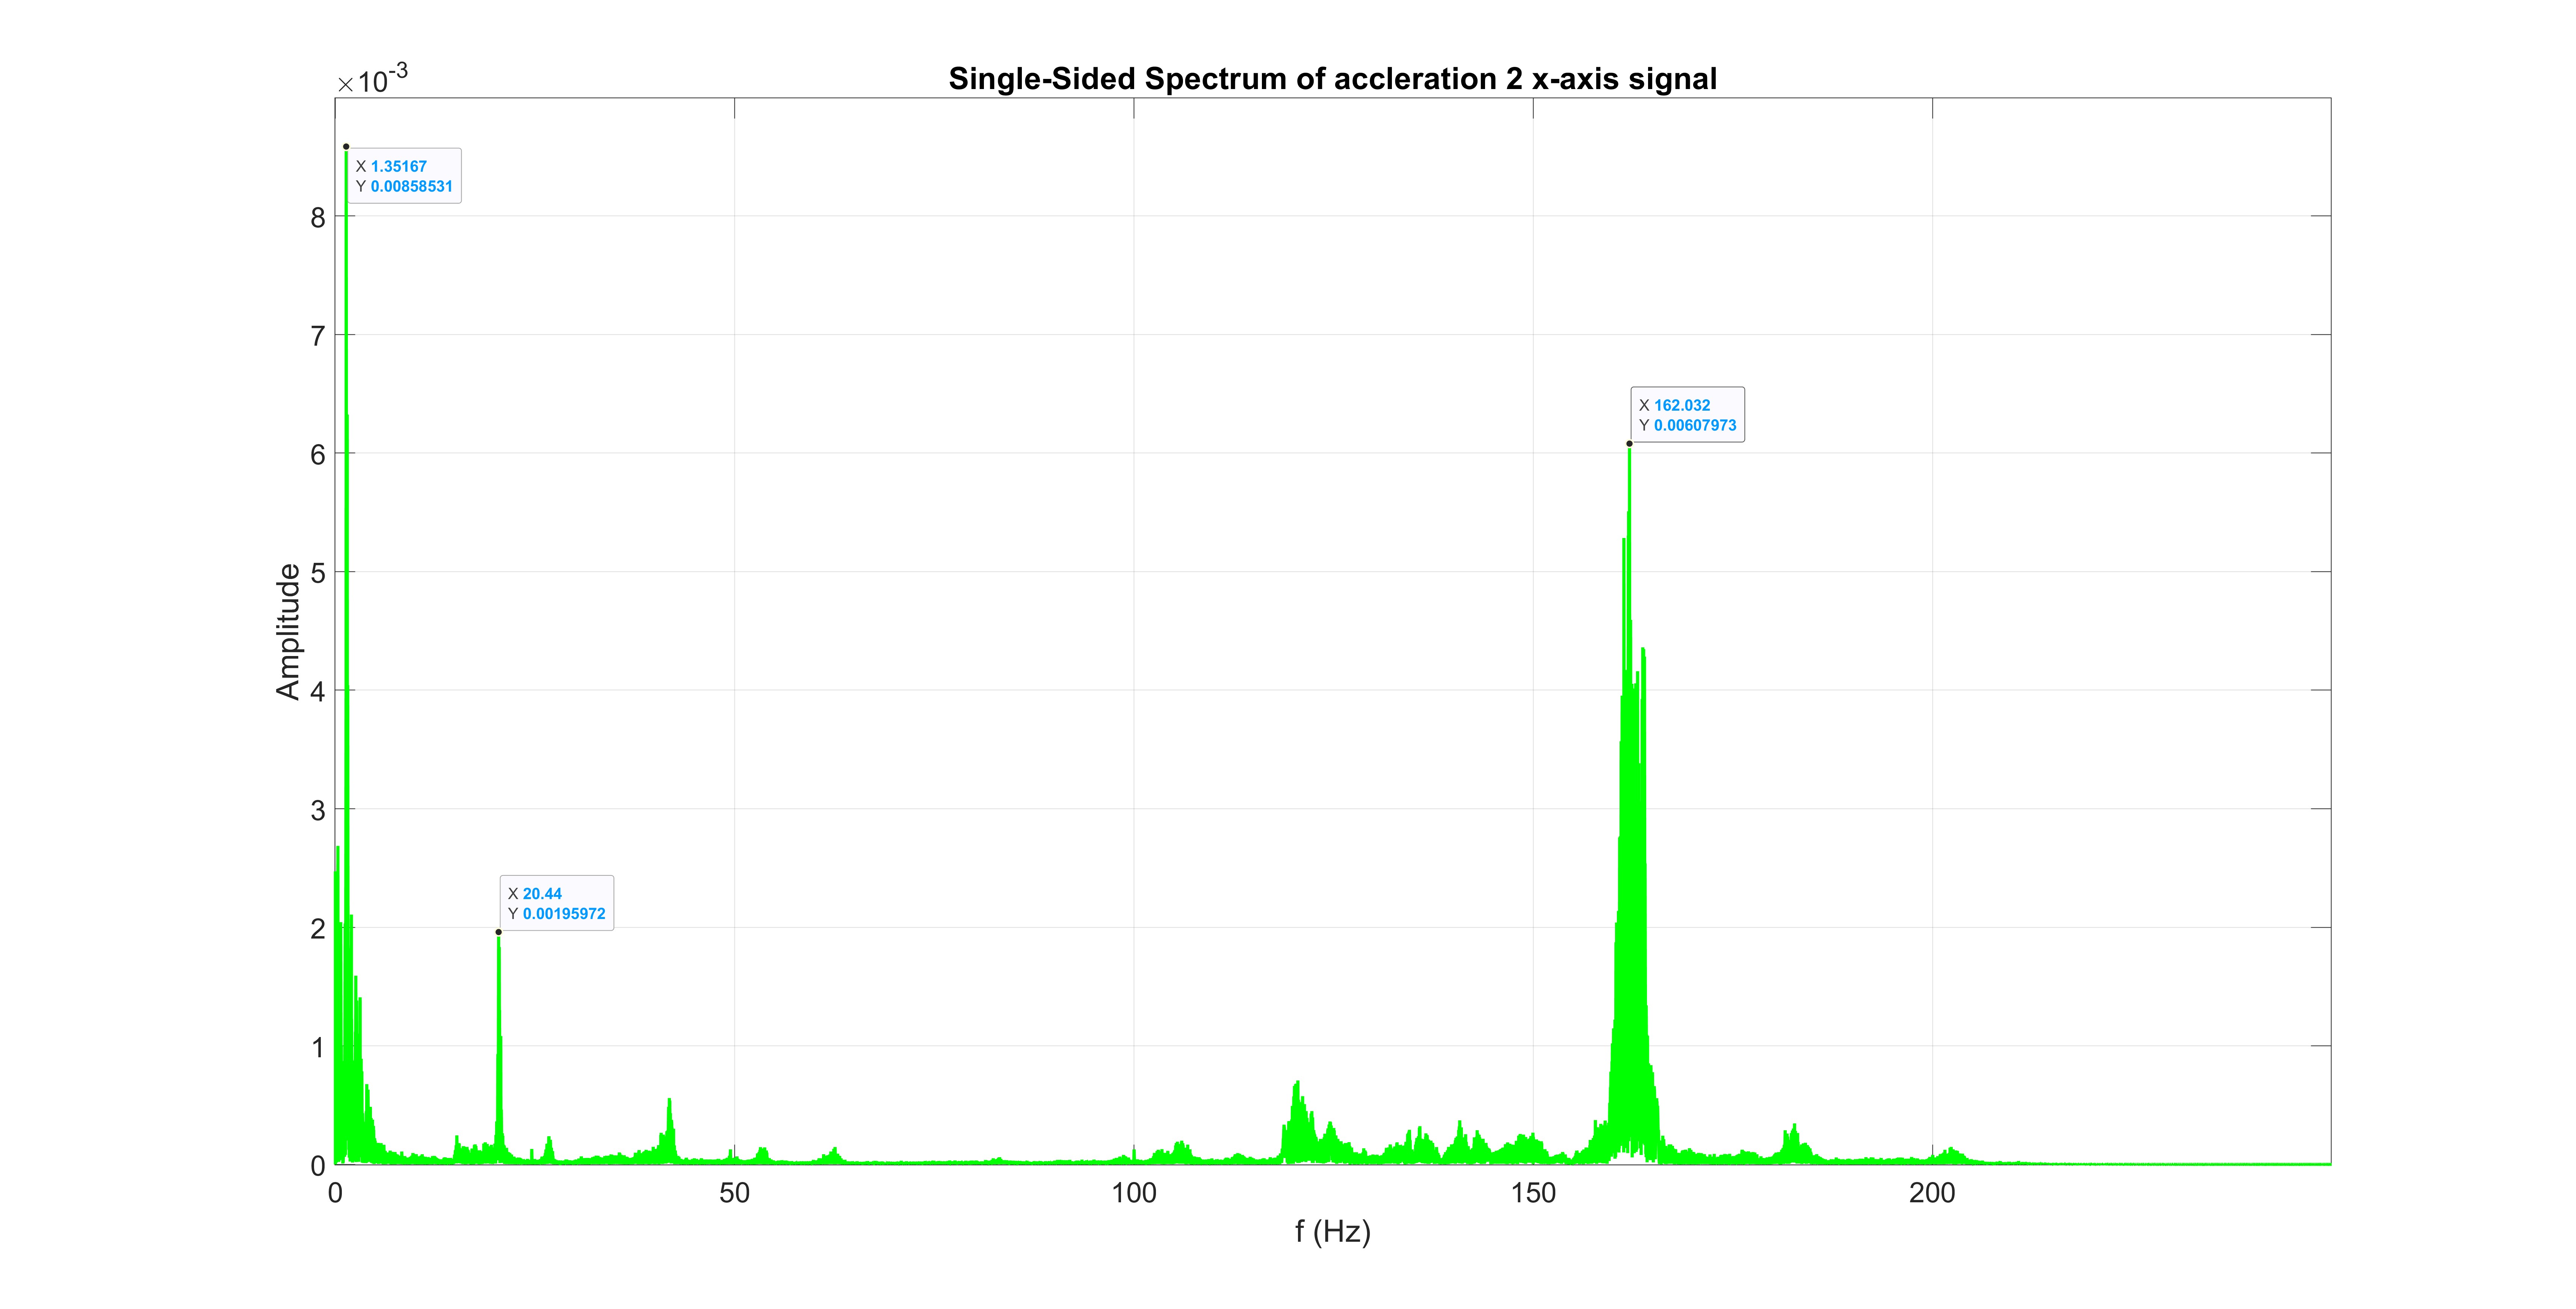 ×10-3
Single-Sided Spectrum of accleration 2 x-axis signal
X 1.35167
Y 0.00858531
8
7
X 162.032
Y 0.00607973
6
5
Amplitude
4
3
X 20.44
Y 0.00195972
2
1
0
0 50 100 150 200
f (Hz)